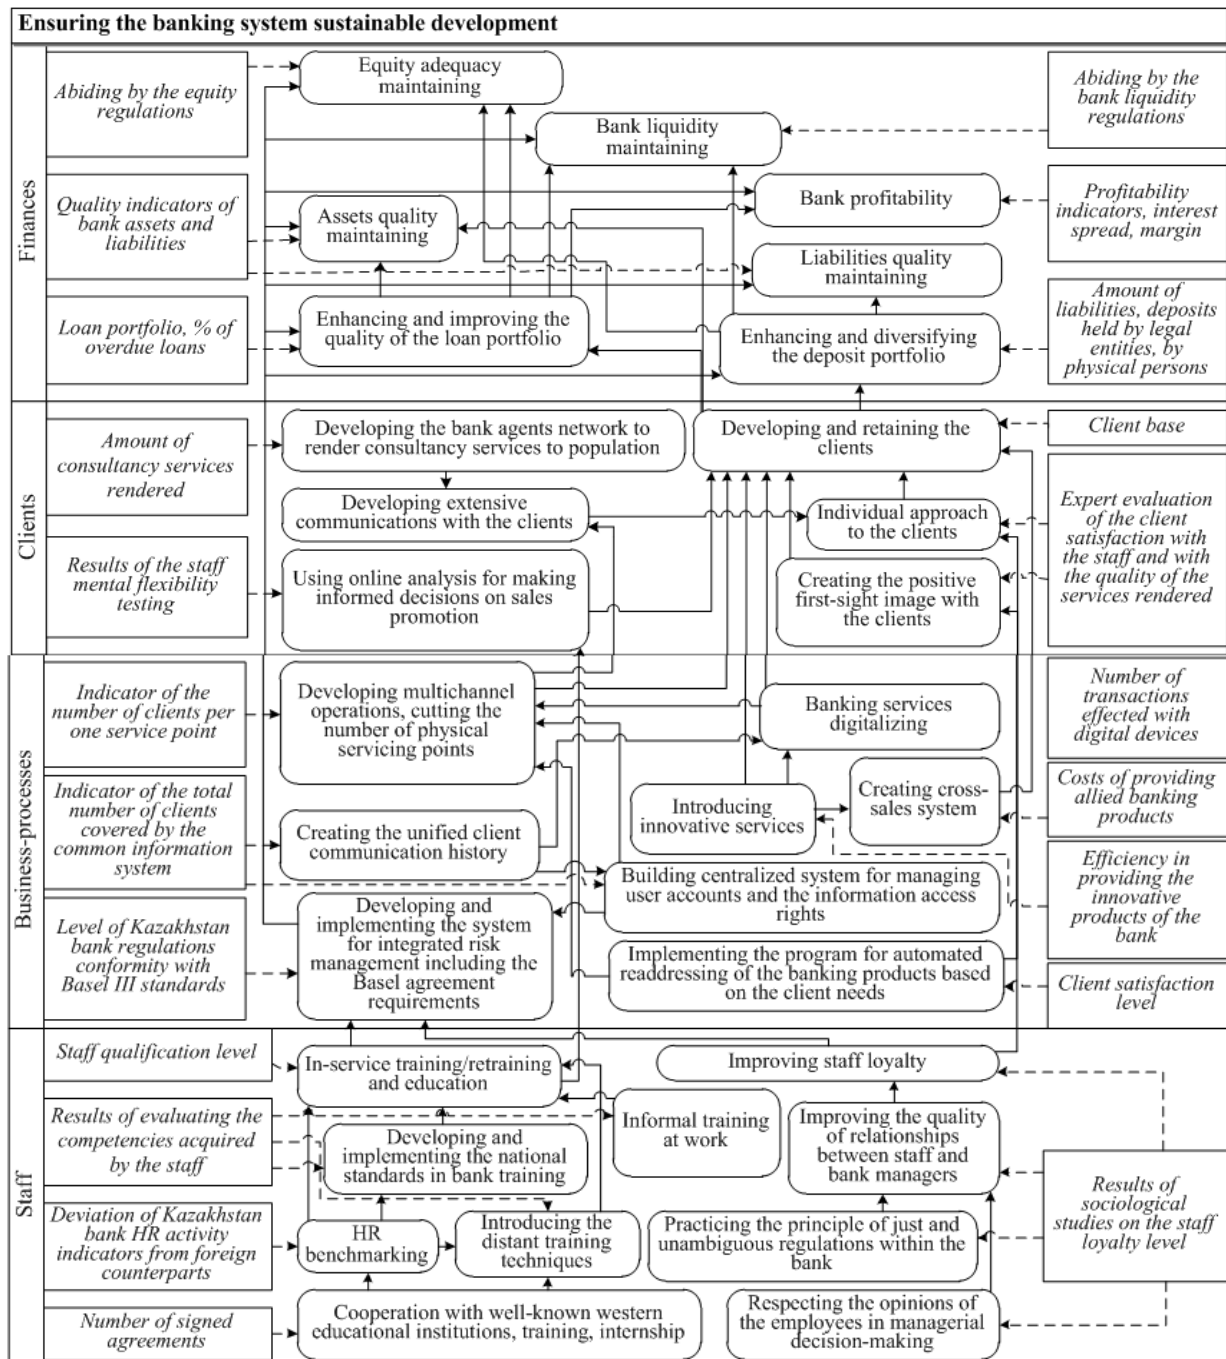 Ensuring the banking system sustainable development
Finances
Abiding by the equity
regulations
Equity adequacy
maintaining
Abiding by the
bank liquidity
regulations
Bank liquidity
maintaining
Quality indicators of
bank assets and
liabilities
Assets quality
maintaining
Bank profitability
Profitability
indicators, interest
spread, margin
Liabilities quality
maintaining
Loan portfolio, % of
overdue loans
Enhancing and improving the
quality of the loan portfolio
Enhancing and diversifying
the deposit portfolio
Amount of
liabilities, deposits
held by legal
entities, by
physical persons
Clients
Amount of
consultancy services
rendered
Developing the bank agents network to
render consultancy services to population
Developing and retaining the
clients
Client base
Developing extensive
communications with the clients
Individual approach
to the clients
Expert evaluation
of the client
satisfaction with
the staff and with
the quality of the
services rendered
Results of the staff
mental flexibility
testing
Using online analysis for making
informed decisions on sales
promotion
Creating the positive
first-sight image with
the clients
Business-processes
Indicator of the
number of clients per
one service point
Developing multichannel
operations, cutting the
number of physical
servicing points
Banking services
digitalizing
Number of
transactions
effected with
digital devices
Indicator of the total
number of clients
covered by the
common information
system
Creating the unified client
communication history
Introducing
innovative services
Creating cross-
sales system
Costs of providing
allied banking
products
Building centralized system for managing
user accounts and the information access
rights
Efficiency in
providing the
innovative
products of the
bank
Level of Kazakhstan
bank regulations
conformity with
Basel III standards
Developing and
implementing the system
for integrated risk
management including the
Basel agreement
requirements
Implementing the program for automated
readdressing of the banking products based
on the client needs
Client satisfaction
level
Staff
Staff qualification level
In-service training/retraining
and education
Improving staff loyalty
Results of evaluating the
competencies acquired
by the staff
Developing and
implementing the national
standards in bank training
Informal training
at work
Improving the quality
of relationships
between staff and
bank managers
Results of
sociological
studies on the staff
loyalty level
Deviation of Kazakhstan
bank HR activity
indicators from foreign
counterparts
HR
benchmarking
Introducing the
distant training
techniques
Practicing the principle of just and
unambiguous regulations within the
bank
Number of signed
agreements
Cooperation with well-known western
educational institutions, training, internship
Respecting the opinions of
the employees in managerial
decision-making